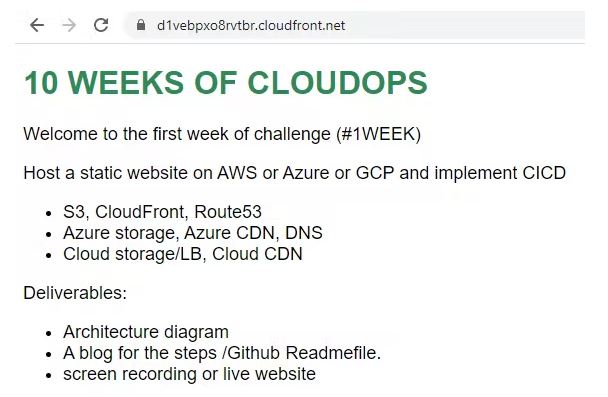 d1vebpxo8rvtbr.cloudfront.net
10 WEEKS OF CLOUDOPS
Welcome to the first week of challenge (#1WEEK)
Host a static website on AWS or Azure or GCP and implement CICD
• S3, CloudFront, Route53
• Azure storage, Azure CDN, DNS
• Cloud storage/LB, Cloud CDN
Deliverables:
• Architecture diagram
• A blog for the steps /Github Readmefile.
• screen recording or live website